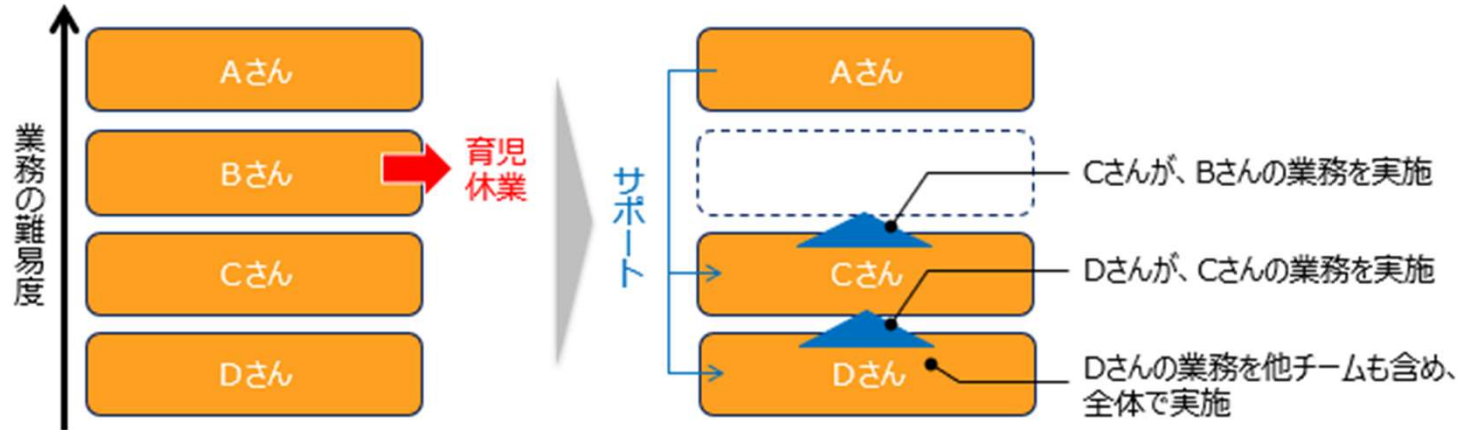 業務の難易度
Aさん
Bさん
Cさん
Dさん
育児
休業
サポート
Aさん
Cさん
Dさん
Cさんが、Bさんの業務を実施
Dさんが、Cさんの業務を実施
Dさんの業務を他チームも含め、
全体で実施